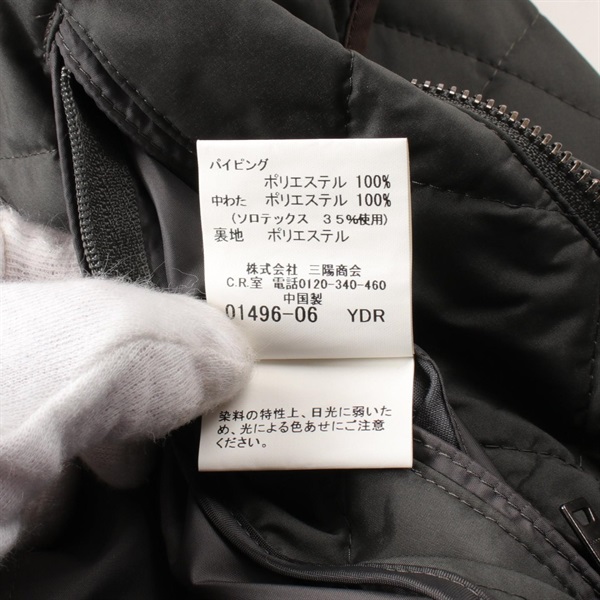 パイピング
ポリエステル 100%
中わた ポリエステル 100%
(ソロテックス 35%使用)
裏地 ポリエステル
株式会社 三陽商会
C.R.室 電話0120-340-460
中国製
01496-06 YDR
染料の特性上、日光に弱いた
め、光による色あせにご注意
ください。